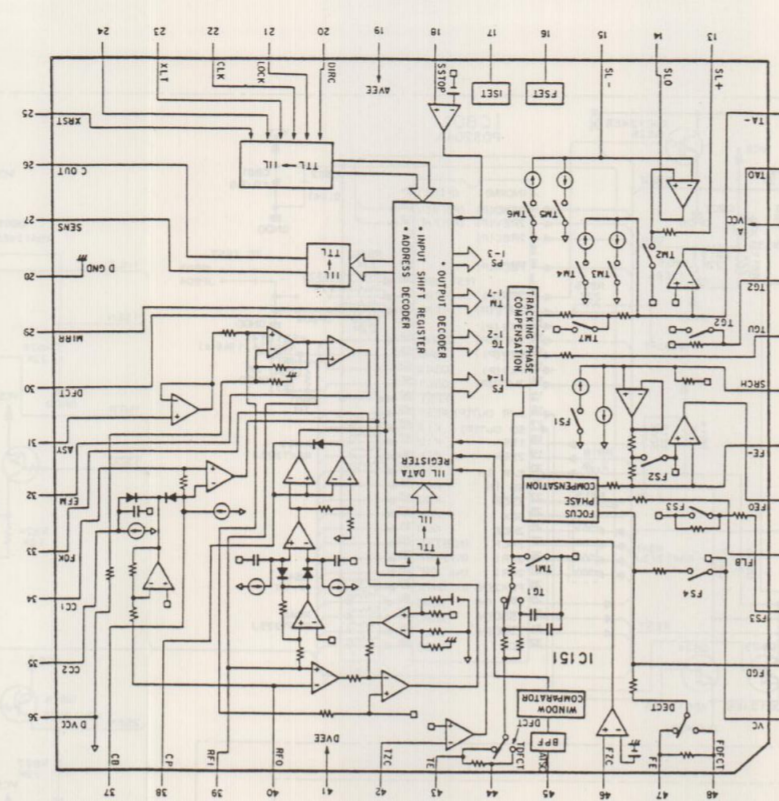 24 23 22 21 20 19 18 17 16 15 14 13
XLT
CLK
LOCK
DIRC
AVEE
SSTOP
ISET
FSET
SL-
SLO
SL+
25
XRST
26
C.OUT
27
SENS
28
D GND
29
MIRR
30
DFCT
31
ASY
32
EFM
33
FOK
34
CC1
35
CC2
36
D VCC
TTL
IIL
IIL
TTL
TTL
IIL
IIL DATA
REGISTER
• INPUT SHIFT REGISTER
• ADDRESS DECODER
• OUTPUT DECODER
PS
1-3
TM
1-7
TG
1-2
FS
1-4
TRACKING PHASE
COMPENSATION
TM6
TM5
TM4
TM3
TM2
TM7
TG2
FS1
FS2
FOCUS
PHASE
COMPENSATION
FS3
FS4
TM1
TG1
IC151
WINDOW
COMPARATOR
DFCT
BPF
DFCT
TA-
TAO
VCC
TG2
TGU
SRCH
FE-
FEO
FLB
FS3
FGD
VC
CB
CP
RFI
RFO
DVEE
TZC
TE
TDFCT
ATSC
FZC
FE
FDFCT
37 38 39 40 41 42 43 44 45 46 47 48